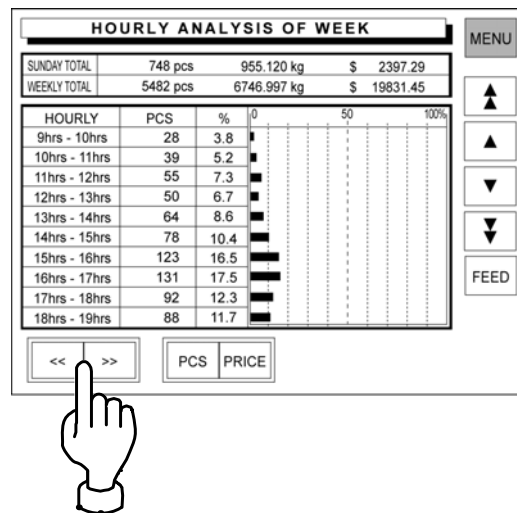 HOURLY ANALYSIS OF WEEK
MENU
SUNDAY TOTAL 748 pcs 955.120 kg $ 2397.29
WEEKLY TOTAL 5482 pcs 6746.997 kg $ 19831.45
HOURLY PCS % 0 50 100%
9hrs - 10hrs 28 3.8
10hrs - 11hrs 39 5.2
11hrs - 12hrs 55 7.3
12hrs - 13hrs 50 6.7
13hrs - 14hrs 64 8.6
14hrs - 15hrs 78 10.4
15hrs - 16hrs 123 16.5
16hrs - 17hrs 131 17.5
FEED
17hrs - 18hrs 92 12.3
18hrs - 19hrs 88 11.7
<< >> PCS PRICE